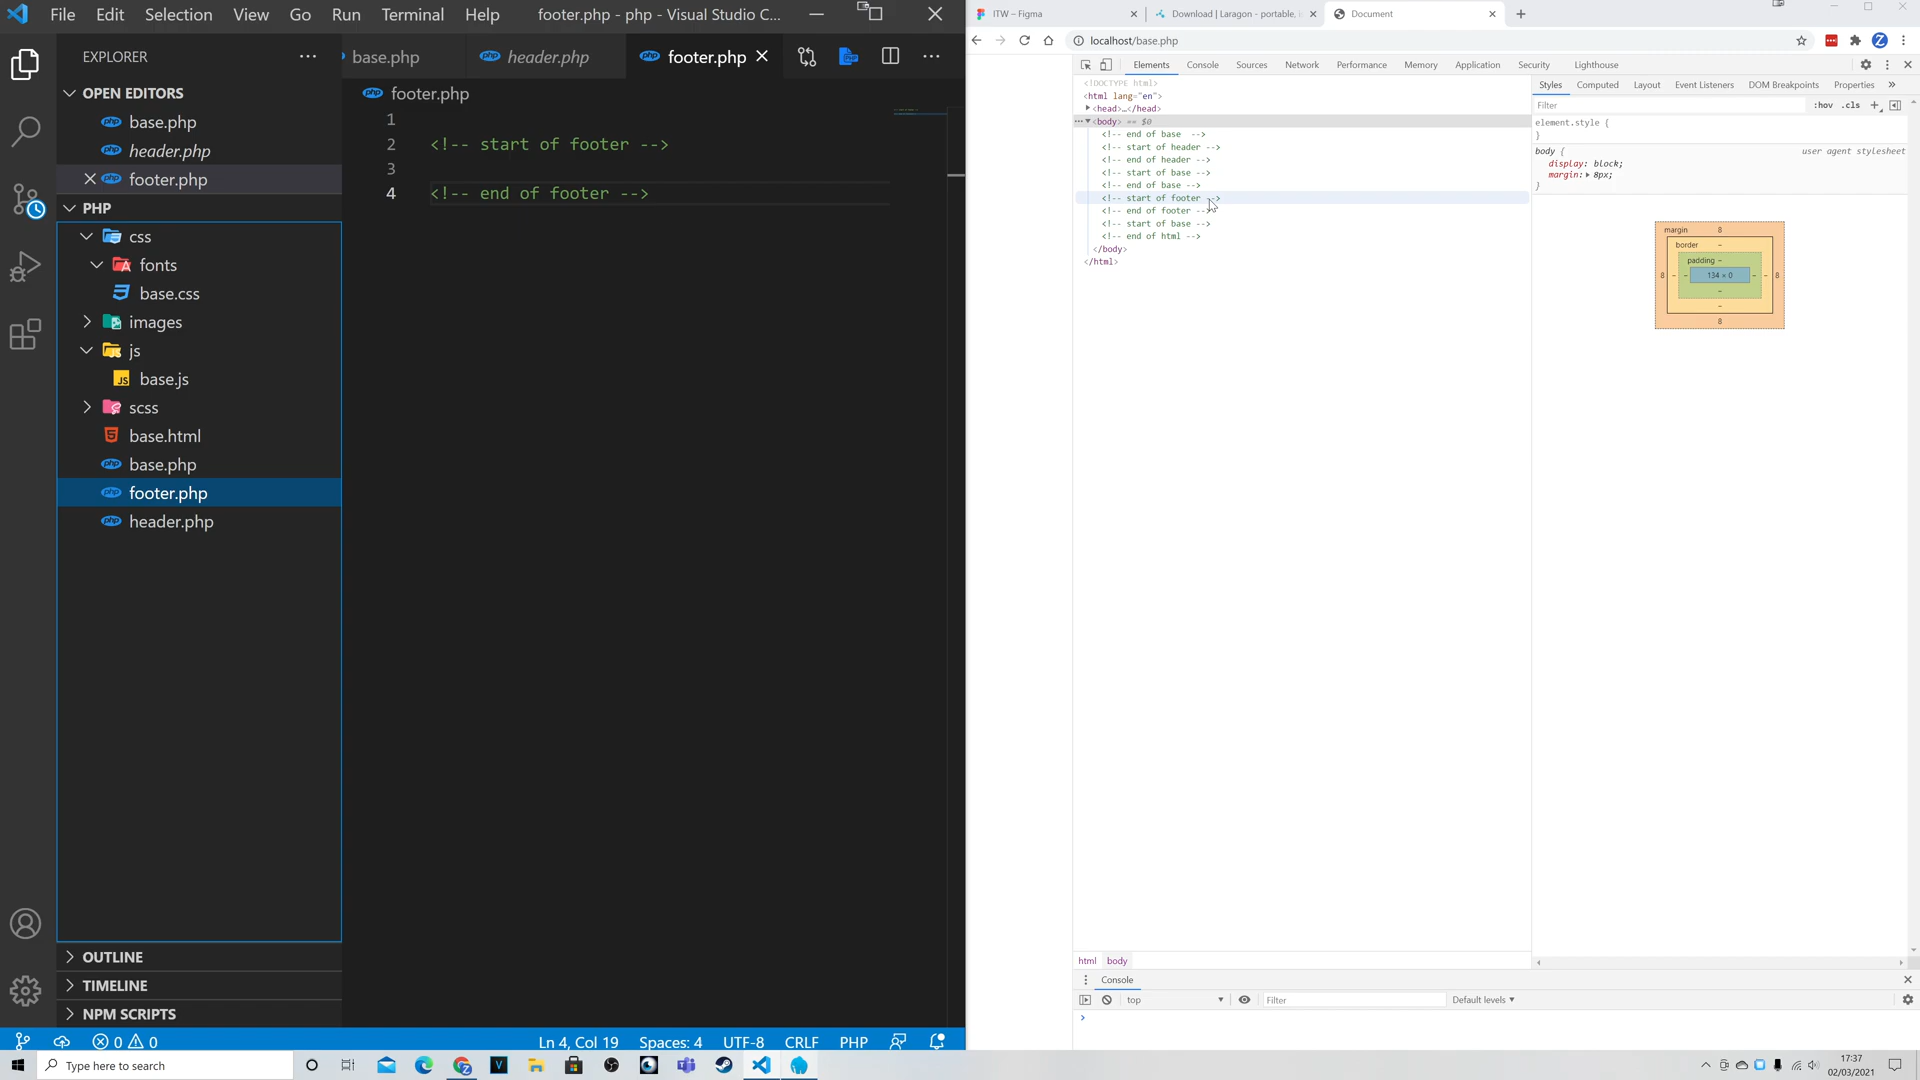 File Edit Selection View Go Run Terminal Help
footer.php - php - Visual Studio C...
EXPLORER
OPEN EDITORS
base.php
header.php
footer.php
PHP
css
fonts
base.css
images
js
base.js
scss
base.html
base.php
footer.php
header.php
OUTLINE
TIMELINE
NPM SCRIPTS
base.php header.php footer.php
footer.php
1
2 <!-- start of footer -->
3
4 <!-- end of footer -->
0 0
Ln 4, Col 19 Spaces: 4 UTF-8 CRLF PHP
ITW – Figma
Download | Laragon - portable, i
Document
localhost/base.php
Elements Console Sources Network Performance Memory Application Security Lighthouse
<!DOCTYPE html>
<html lang="en">
<head>…</head>
<body> == $0
<!-- end of base  -->
<!-- start of header -->
<!-- end of header -->
<!-- start of base -->
<!-- end of base -->
<!-- start of footer -->
<!-- end of footer -->
<!-- start of base -->
<!-- end of html -->
</body>
</html>
Styles Computed Layout Event Listeners DOM Breakpoints Properties
Filter
:hov .cls
element.style {
}
body {
user agent stylesheet
display: block;
margin: 8px;
}
margin 8
border –
padding –
8 – – 134 × 0 – – 8
–
–
8
html body
Console
top
Filter
Default levels
Type here to search
17:37
02/03/2021